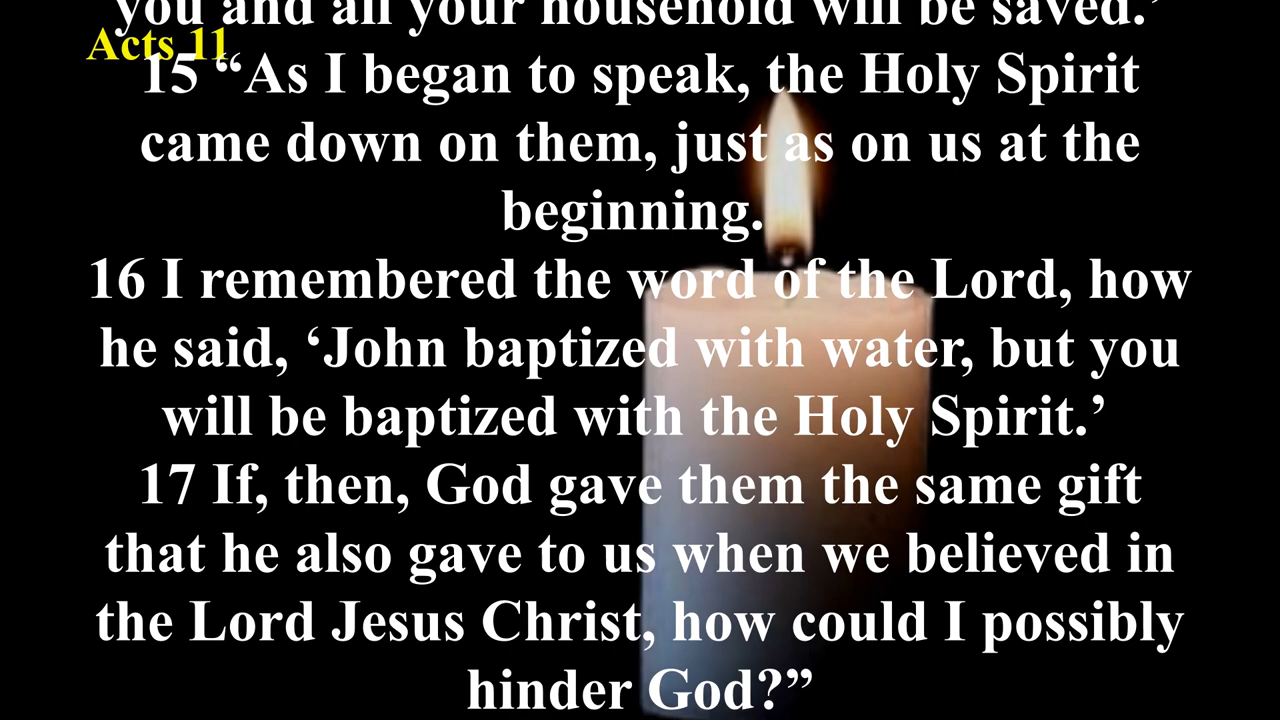 you and all your household will be saved.’
Acts 11
15 “As I began to speak, the Holy Spirit
came down on them, just as on us at the
beginning.
16 I remembered the word of the Lord, how
he said, ‘John baptized with water, but you
will be baptized with the Holy Spirit.’
17 If, then, God gave them the same gift
that he also gave to us when we believed in
the Lord Jesus Christ, how could I possibly
hinder God?”